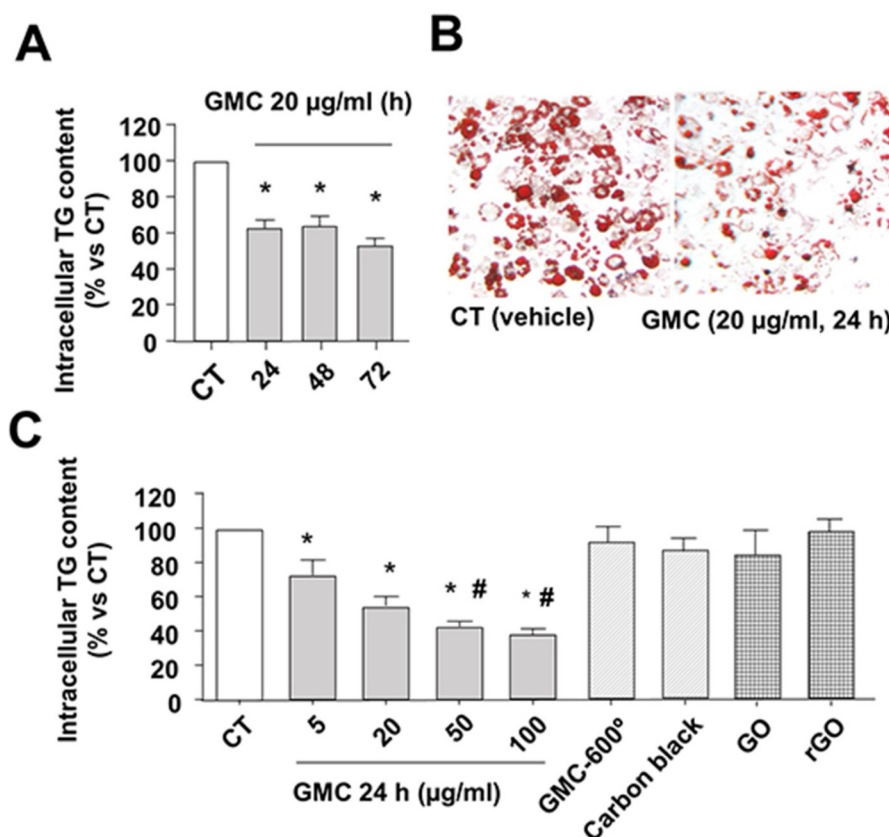 A
GMC 20 µg/ml (h)
Intracellular TG content
(% vs CT)
120
100
80
60
40
20
0
* * *
CT 24 48 72
B
CT (vehicle) GMC (20 µg/ml, 24 h)
C
Intracellular TG content
(% vs CT)
120
100
80
60
40
20
0
* * * # * #
CT 5 20 50 100 GMC-600º Carbon black GO rGO
GMC 24 h (µg/ml)